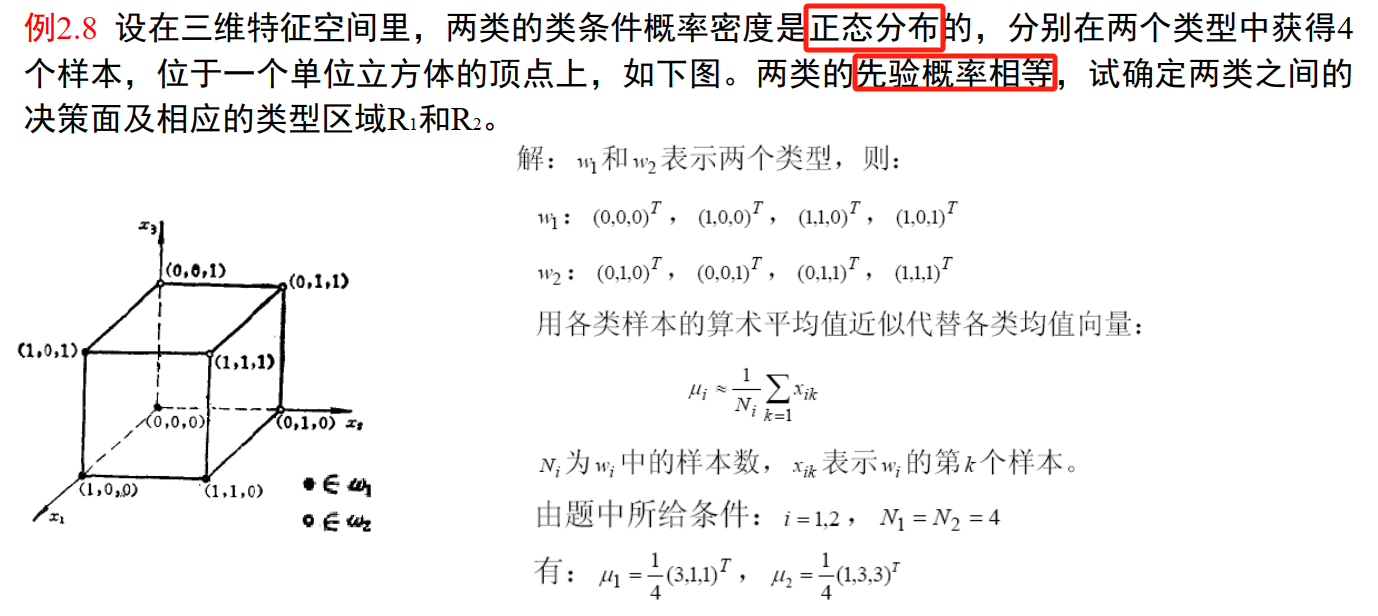 例2.8 设在三维特征空间里，两类的类条件概率密度是正态分布的，分别在两个类型中获得4
个样本，位于一个单位立方体的顶点上，如下图。两类的先验概率相等，试确定两类之间的
决策面及相应的类型区域R₁和R₂。
解：w₁和w₂表示两个类型，则：
w₁： (0,0,0)ᵀ， (1,0,0)ᵀ， (1,1,0)ᵀ， (1,0,1)ᵀ
w₂： (0,1,0)ᵀ， (0,0,1)ᵀ， (0,1,1)ᵀ， (1,1,1)ᵀ
用各类样本的算术平均值近似代替各类均值向量：
μᵢ ≈ 1/Nᵢ ∑ₖ₌₁ xᵢₖ
Nᵢ为wᵢ中的样本数，xᵢₖ表示wᵢ的第k个样本。
由题中所给条件：i = 1,2， N₁ = N₂ = 4
有： μ₁ = 1/4 (3,1,1)ᵀ， μ₂ = 1/4 (1,3,3)ᵀ
x₃
(0,0,1)
(0,1,1)
(1,0,1)
(1,1,1)
(0,0,0)
(0,1,0) x₂
(1,0,0)
(1,1,0)
x₁
● ∈ ω₁
○ ∈ ω₂